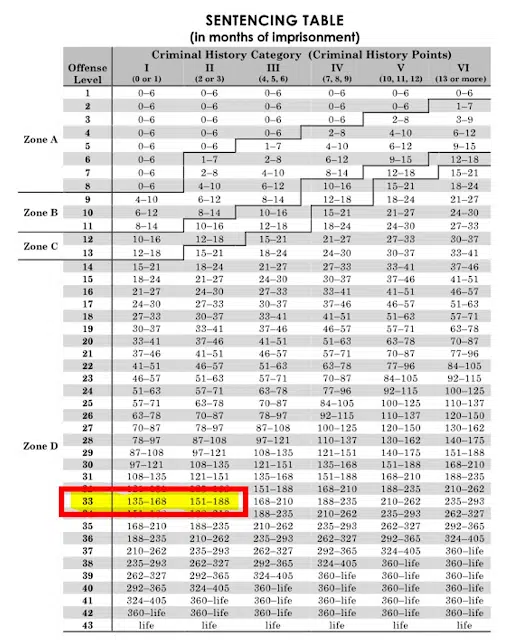 SENTENCING TABLE
(in months of imprisonment)
Criminal History Category (Criminal History Points)
Offense Level I (0 or 1) II (2 or 3) III (4, 5, 6) IV (7, 8, 9) V (10, 11, 12) VI (13 or more)
1 0–6 0–6 0–6 0–6 0–6 0–6
2 0–6 0–6 0–6 0–6 0–6 1–7
3 0–6 0–6 0–6 0–6 2–8 3–9
4 0–6 0–6 0–6 2–8 4–10 6–12
Zone A
5 0–6 0–6 1–7 4–10 6–12 9–15
6 0–6 1–7 2–8 6–12 9–15 12–18
7 0–6 2–8 4–10 8–14 12–18 15–21
8 0–6 4–10 6–12 10–16 15–21 18–24
9 4–10 6–12 8–14 12–18 18–24 21–27
Zone B 10 6–12 8–14 10–16 15–21 21–27 24–30
11 8–14 10–16 12–18 18–24 24–30 27–33
12 10–16 12–18 15–21 21–27 27–33 30–37
Zone C
13 12–18 15–21 18–24 24–30 30–37 33–41
14 15–21 18–24 21–27 27–33 33–41 37–46
15 18–24 21–27 24–30 30–37 37–46 41–51
16 21–27 24–30 27–33 33–41 41–51 46–57
17 24–30 27–33 30–37 37–46 46–57 51–63
18 27–33 30–37 33–41 41–51 51–63 57–71
19 30–37 33–41 37–46 46–57 57–71 63–78
20 33–41 37–46 41–51 51–63 63–78 70–87
21 37–46 41–51 46–57 57–71 70–87 77–96
22 41–51 46–57 51–63 63–78 77–96 84–105
23 46–57 51–63 57–71 70–87 84–105 92–115
24 51–63 57–71 63–78 77–96 92–115 100–125
25 57–71 63–78 70–87 84–105 100–125 110–137
26 63–78 70–87 78–97 92–115 110–137 120–150
27 70–87 78–97 87–108 100–125 120–150 130–162
28 78–97 87–108 97–121 110–137 130–162 140–175
Zone D
29 87–108 97–121 108–135 121–151 140–175 151–188
30 97–121 108–135 121–151 135–168 151–188 168–210
31 108–135 121–151 135–168 151–188 168–210 188–235
151–188 168–210 188–235 210–262
33 135–168 151–188 168–210 188–235 210–262 235–293
188–235 210–262 235–293 262–327
35 168–210 188–235 210–262 235–293 262–327 292–365
36 188–235 210–262 235–293 262–327 292–365 324–405
37 210–262 235–293 262–327 292–365 324–405 360–life
38 235–293 262–327 292–365 324–405 360–life 360–life
39 262–327 292–365 324–405 360–life 360–life 360–life
40 292–365 324–405 360–life 360–life 360–life 360–life
41 324–405 360–life 360–life 360–life 360–life 360–life
42 360–life 360–life 360–life 360–life 360–life 360–life
43 life life life life life life